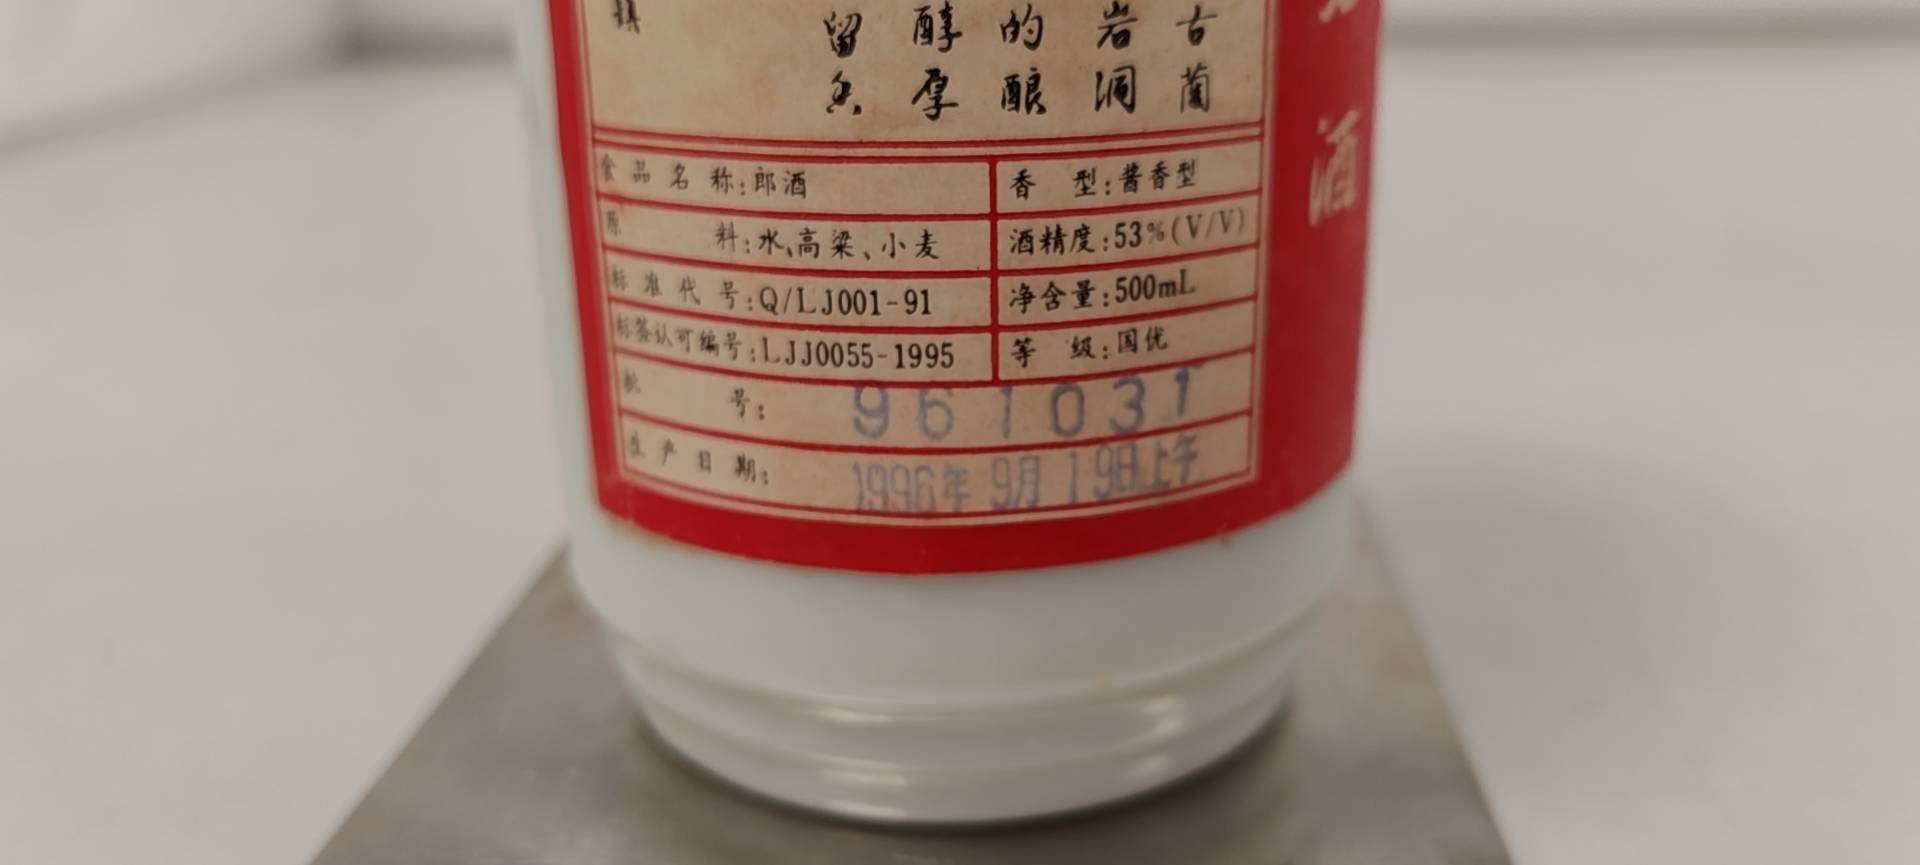 古蔺
岩洞
的酿
醇厚
留香
镇
酒
食品名称:郎酒
香 型:酱香型
原 料:水、高粱、小麦
酒精度:53%(V/V)
标准代号:Q/LJ001-91
净含量:500mL
标签认可编号:LJJ0055-1995
等 级:国优
批 号: 961031
生产日期: 1996年 9月 19日上午